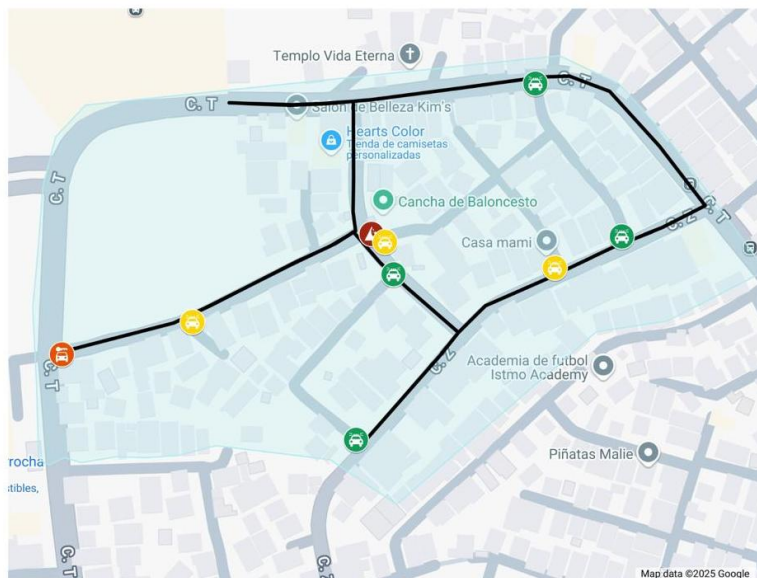 Templo Vida Eterna
C. T
C. T
Salón de Belleza Kim's
Hearts Color
Tienda de camisetas
personalizadas
C. T
C. T
Cancha de Baloncesto
C. Z
Casa mami
C. T
C. Z
Academia de futbol
Istmo Academy
rrocha
Piñatas Malie
stibles,
C. T
Map data ©2025 Google